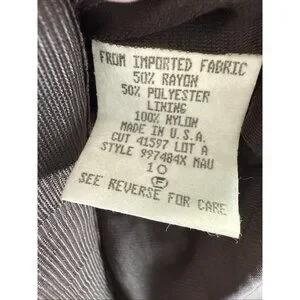 FROM IMPORTED FABRIC
50% RAYON
50% POLYESTER
LINING
100% NYLON
MADE IN U.S.A.
CUT 41597 LOT A
STYLE 997484X MAU
10
SEE REVERSE FOR CARE